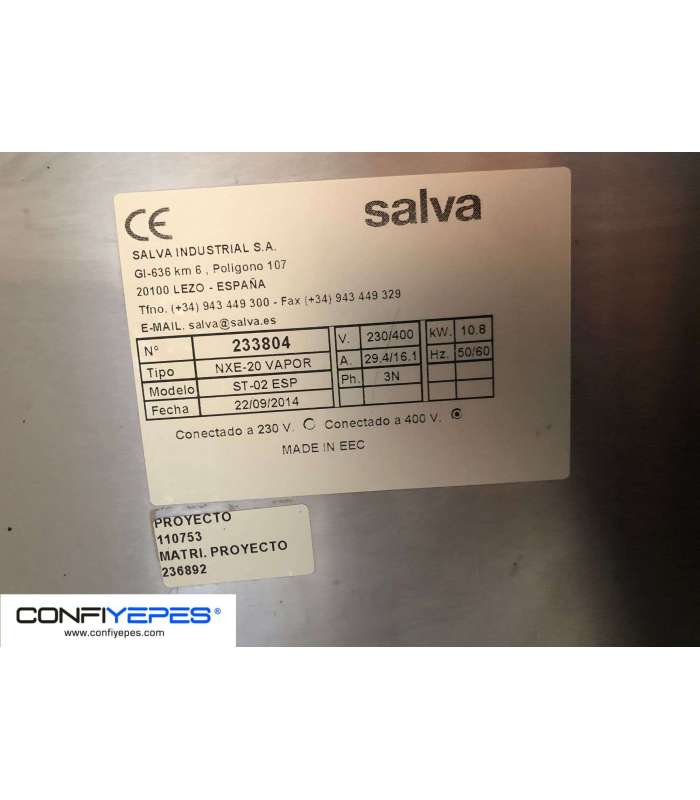 CE
salva
SALVA INDUSTRIAL S.A.
GI-636 km 6 , Poligono 107
20100 LEZO - ESPAÑA
Tfno. (+34) 943 449 300 - Fax (+34) 943 449 329
E-MAIL. salva@salva.es
Nº 233804 V. 230/400 kW. 10.8
Tipo NXE-20 VAPOR A. 29.4/16.1 Hz. 50/60
Modelo ST-02 ESP Ph. 3N
Fecha 22/09/2014
Conectado a 230 V. Conectado a 400 V.
MADE IN EEC
PROYECTO
110753
MATRI. PROYECTO
236892
CONFIYEPES®
www.confiyepes.com